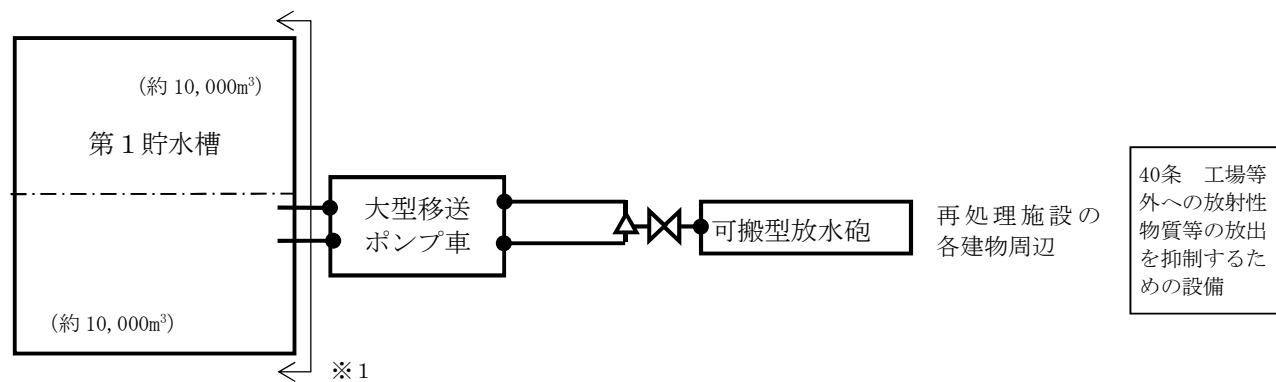 (約 10,000m³)
第１貯水槽
(約 10,000m³)
※１
大型移送
ポンプ車
可搬型放水砲
再処理施設の
各建物周辺
40条　工場等
外への放射性
物質等の放出
を抑制するた
めの設備